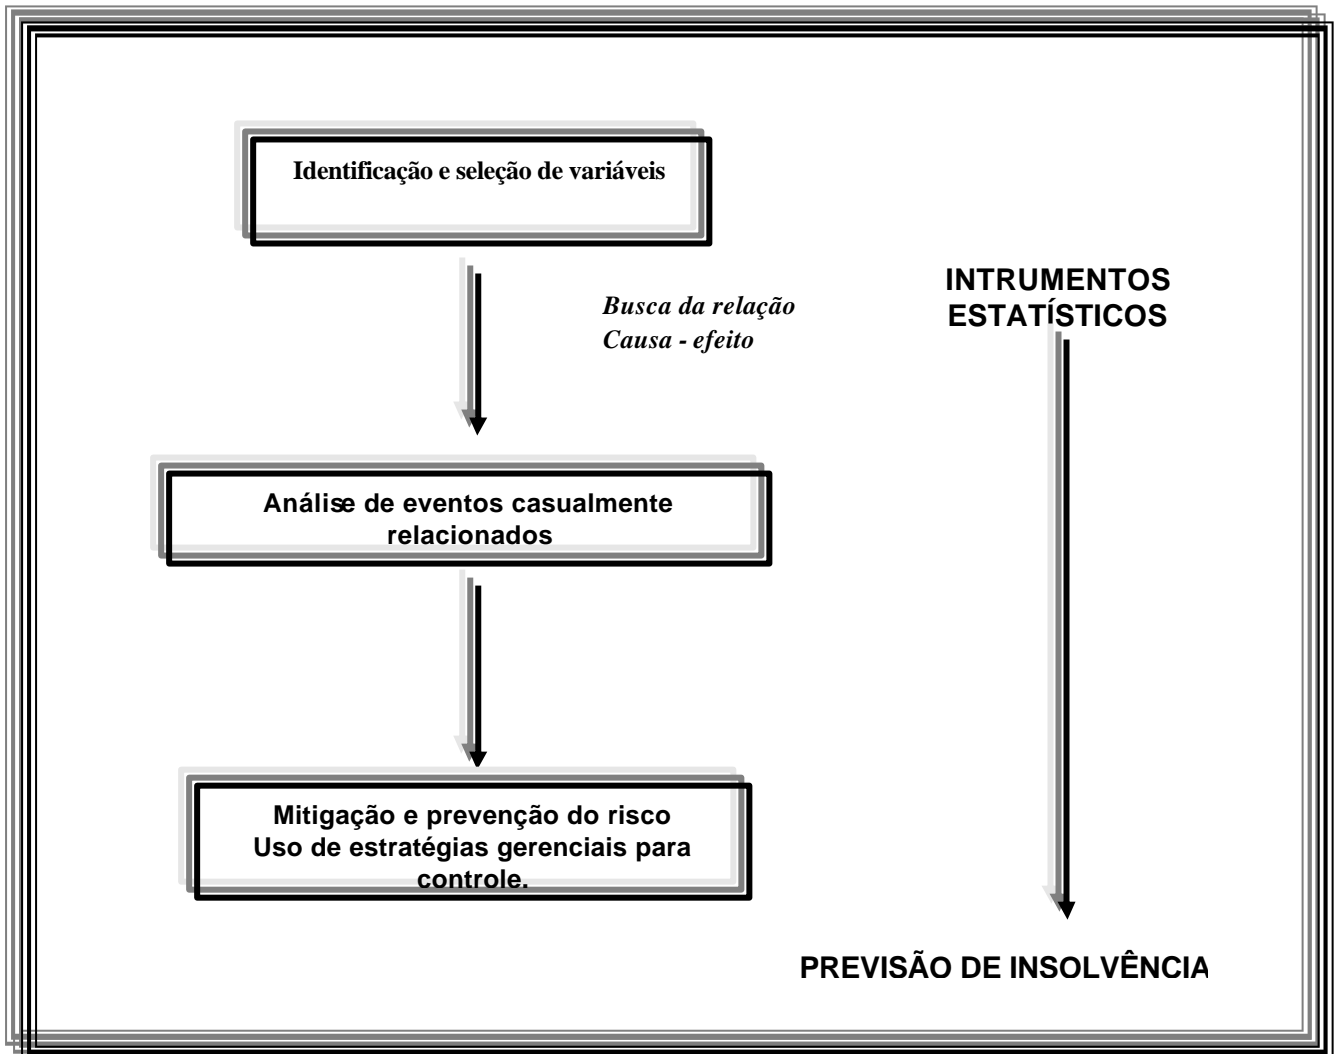 Identificação e seleção de variáveis
Busca da relação
Causa - efeito
INTRUMENTOS
ESTATÍSTICOS
Análise de eventos casualmente
relacionados
Mitigação e prevenção do risco
Uso de estratégias gerenciais para
controle.
PREVISÃO DE INSOLVÊNCIA